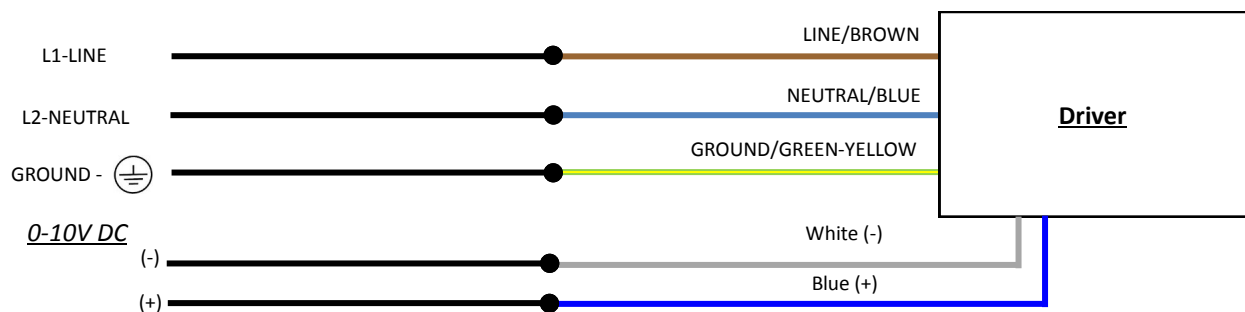 LINE/BROWN
L1-LINE
NEUTRAL/BLUE
L2-NEUTRAL
Driver
GROUND/GREEN-YELLOW
GROUND -
0-10V DC
White (-)
(-)
Blue (+)
(+)